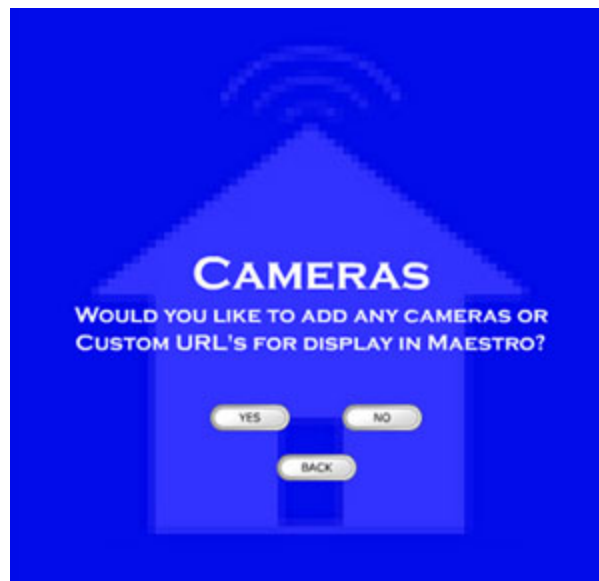 CAMERAS
WOULD YOU LIKE TO ADD ANY CAMERAS OR
CUSTOM URL'S FOR DISPLAY IN MAESTRO?
YES NO
BACK